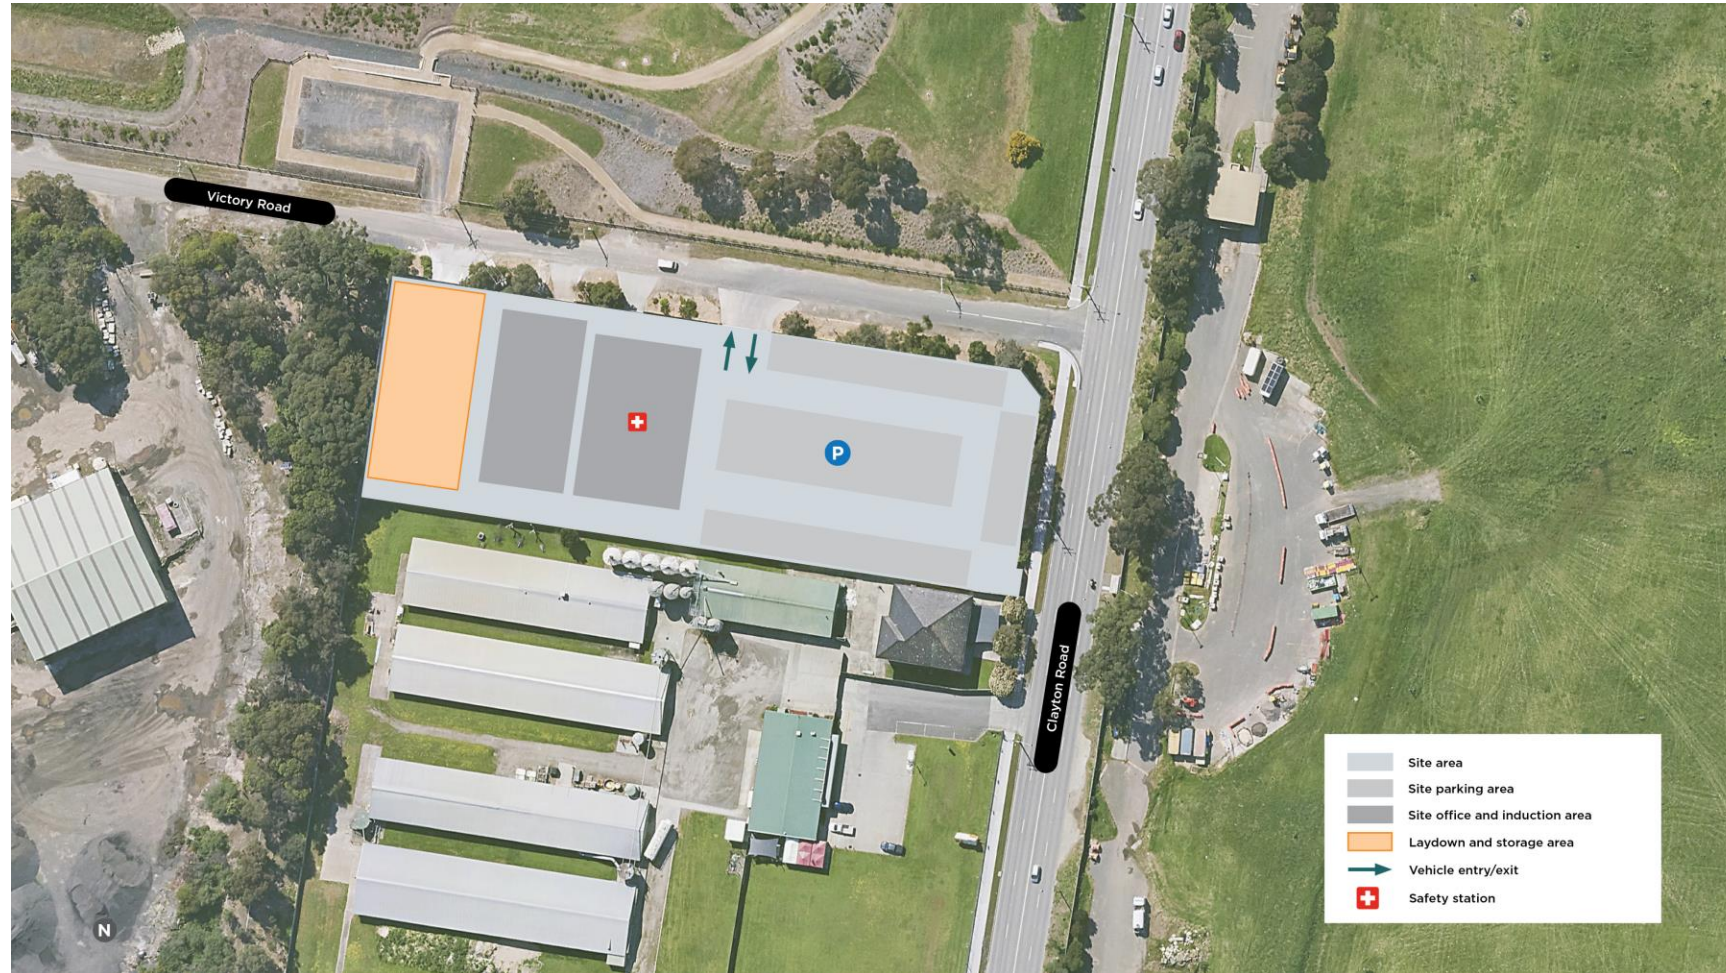 Victory Road
P
Clayton Road
Site area
Site parking area
Site office and induction area
Laydown and storage area
Vehicle entry/exit
Safety station
N